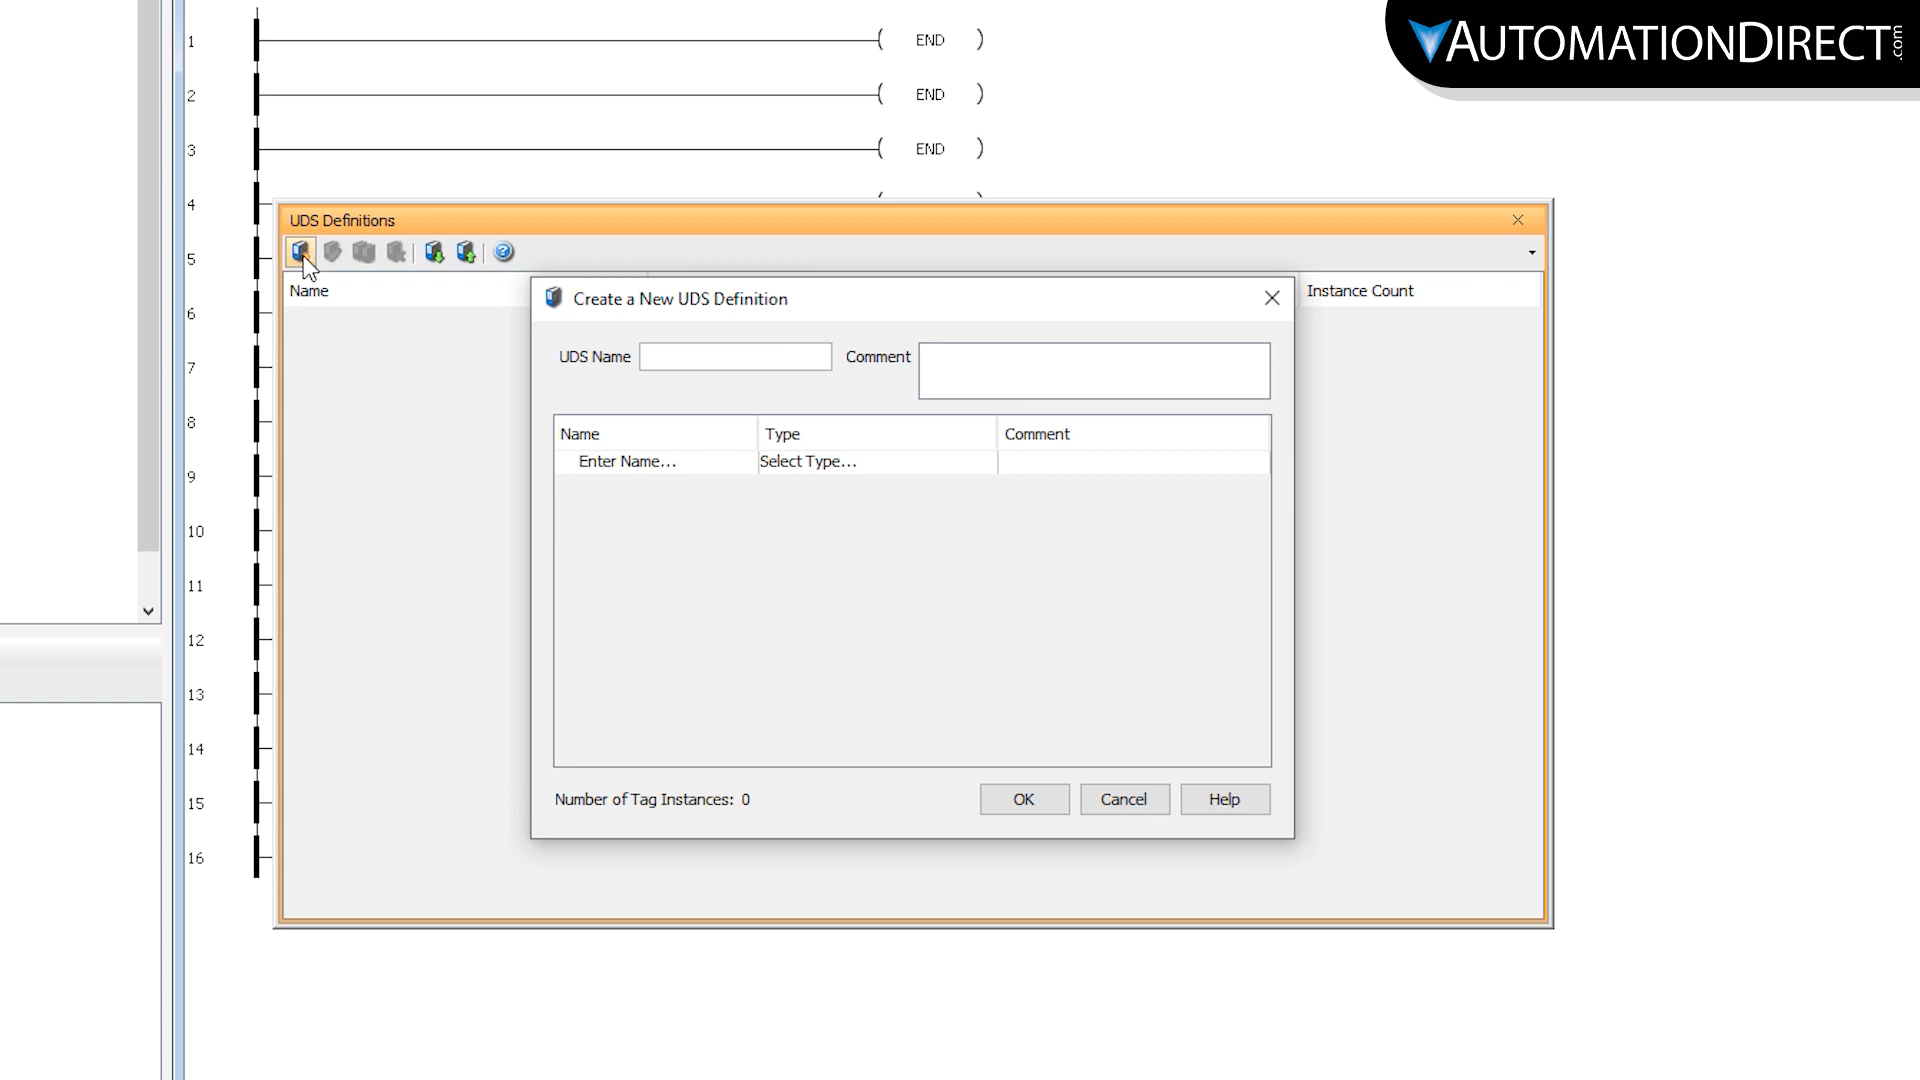 AUTOMATIONDIRECT.com
1 ( END )
2 ( END )
3 ( END )
4
UDS Definitions
5
Name Instance Count
Create a New UDS Definition
6
UDS Name Comment
7
8
Name Type Comment
Enter Name... Select Type...
9
10
11
12
13
14
Number of Tag Instances: 0 OK Cancel Help
15
16